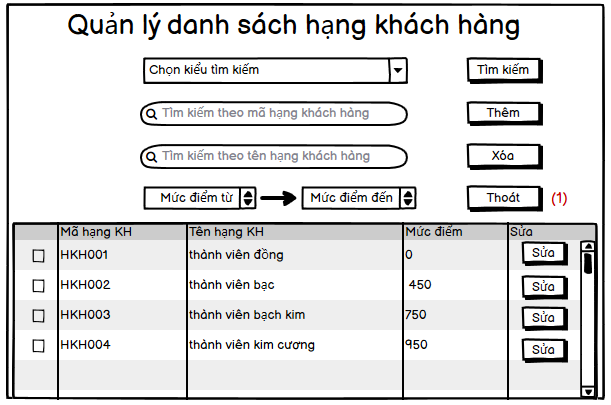 Quản lý danh sách hạng khách hàng
Chọn kiểu tìm kiếm Tìm kiếm
Tìm kiếm theo mã hạng khách hàng Thêm
Tìm kiếm theo tên hạng khách hàng Xóa
Mức điểm từ Mức điểm đến Thoát (1)
Mã hạng KH Tên hạng KH Mức điểm Sửa
HKH001 thành viên đồng 0 Sửa
HKH002 thành viên bạc 450 Sửa
HKH003 thành viên bạch kim 750 Sửa
HKH004 thành viên kim cương 950 Sửa